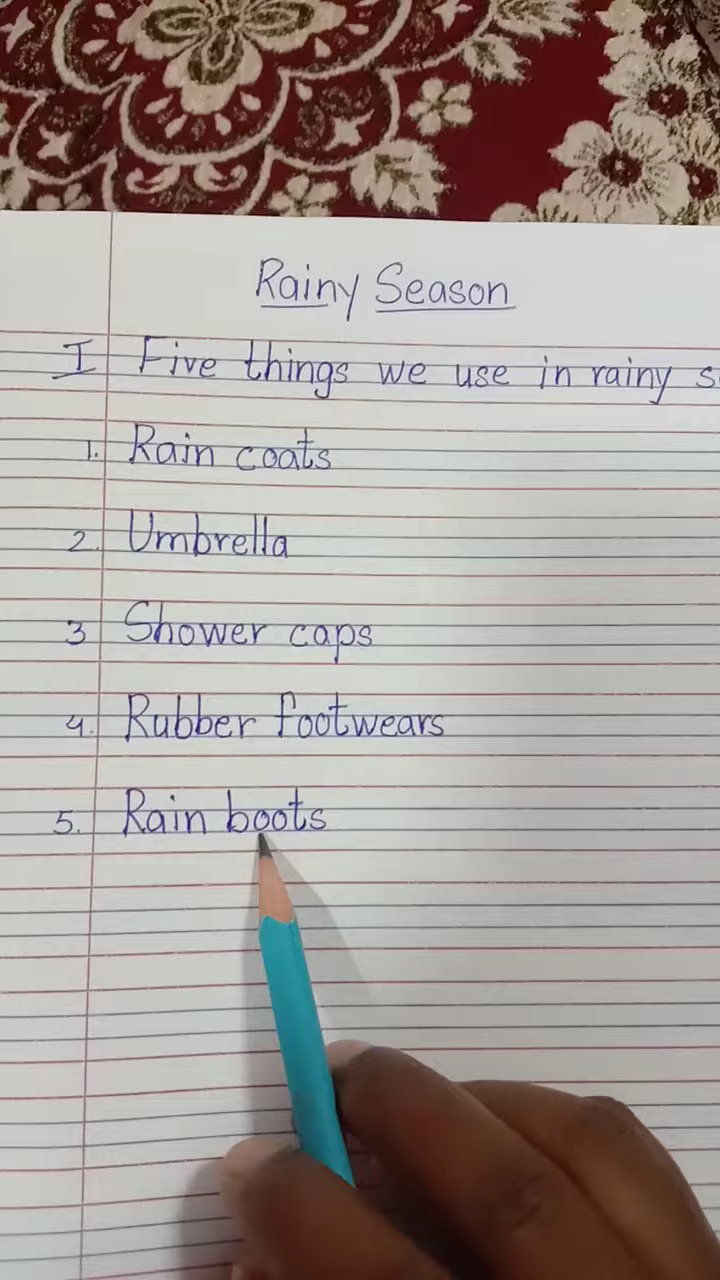 Rainy Season
I Five things we use in rainy s
1. Rain coats
2. Umbrella
3 Shower caps
4. Rubber footwears
5. Rain boots